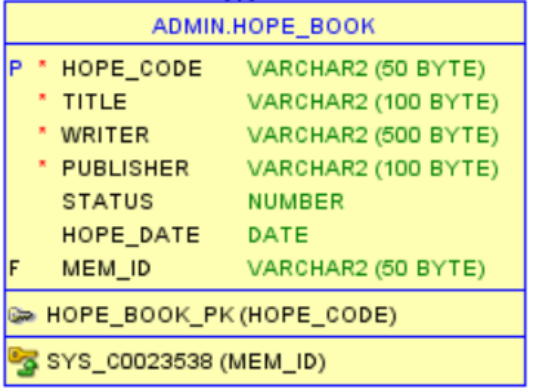 ADMIN.HOPE_BOOK
P * HOPE_CODE VARCHAR2 (50 BYTE)
* TITLE VARCHAR2 (100 BYTE)
* WRITER VARCHAR2 (500 BYTE)
* PUBLISHER VARCHAR2 (100 BYTE)
STATUS NUMBER
HOPE_DATE DATE
F MEM_ID VARCHAR2 (50 BYTE)
HOPE_BOOK_PK (HOPE_CODE)
SYS_C0023538 (MEM_ID)